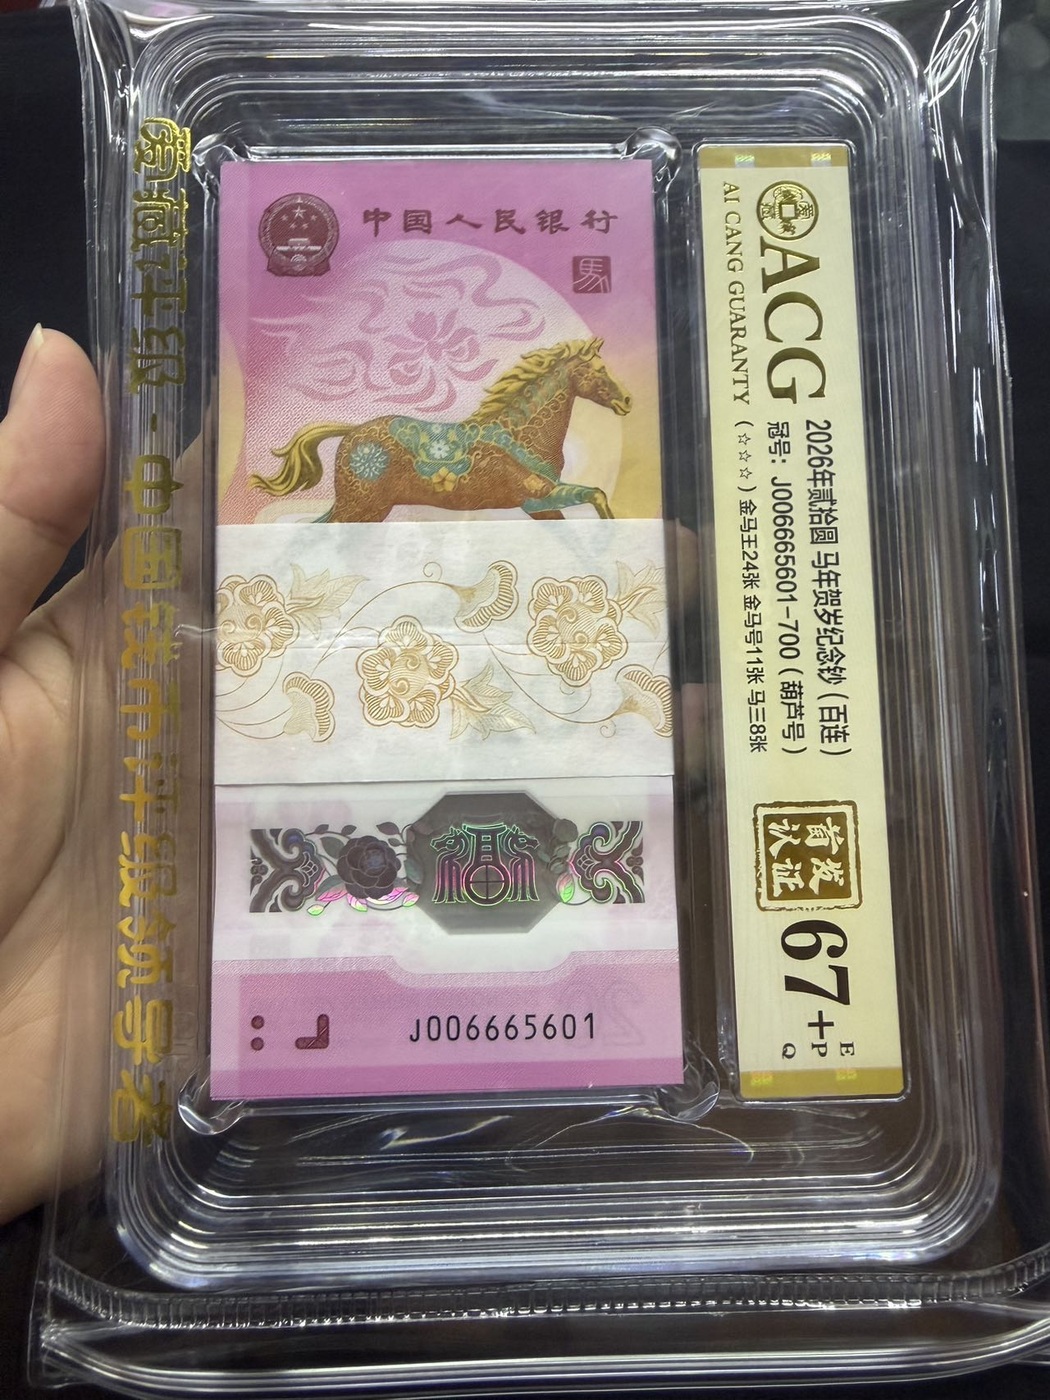 中国人民银行
馬
J006665601
ACG
AI CANG GUARANTY
2026年贰拾圆 马年贺岁纪念钞（百连）
冠号：J006665601-700（葫芦号）
（☆☆☆）金马王24张 金马号11张 马三8张
首发
认证
67+
E
P
Q
爱藏评级 - 中国钱币评级领导者